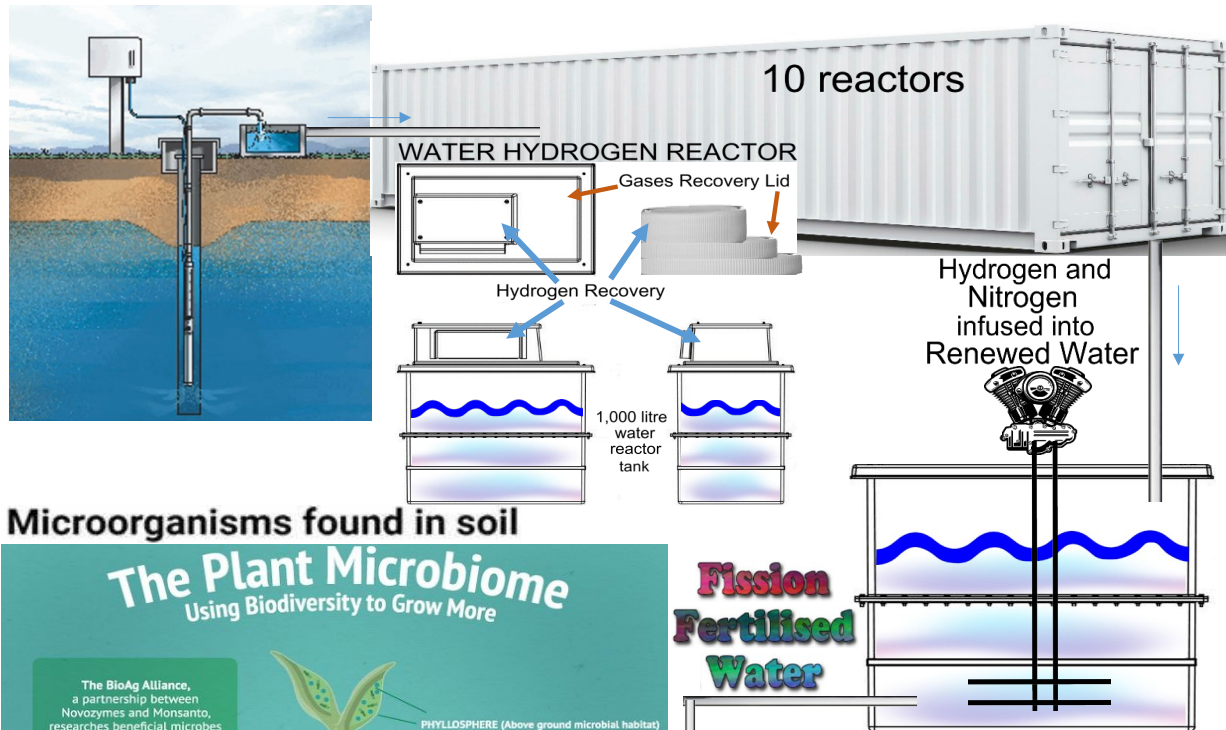 10 reactors
WATER HYDROGEN REACTOR
Gases Recovery Lid
Hydrogen Recovery
1,000 litre
water
reactor
tank
Hydrogen and
Nitrogen
infused into
Renewed Water
Microorganisms found in soil
The Plant Microbiome
Using Biodiversity to Grow More
The BioAg Alliance,
a partnership between
Novozymes and Monsanto,
researches beneficial microbes
PHYLLOSPHERE (Above ground microbial habitat)
Fission
Fertilised
Water